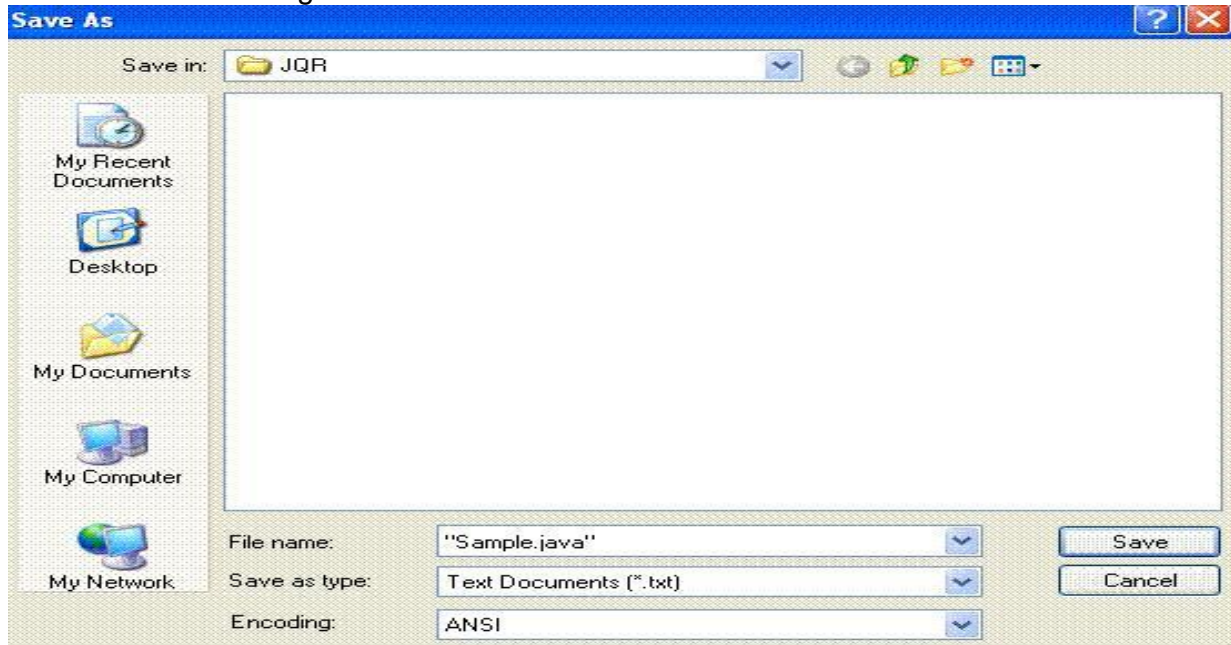 Save As
Save in: JQR
My Recent
Documents
Desktop
My Documents
My Computer
My Network
File name: "Sample.java" Save
Save as type: Text Documents (*.txt) Cancel
Encoding: ANSI